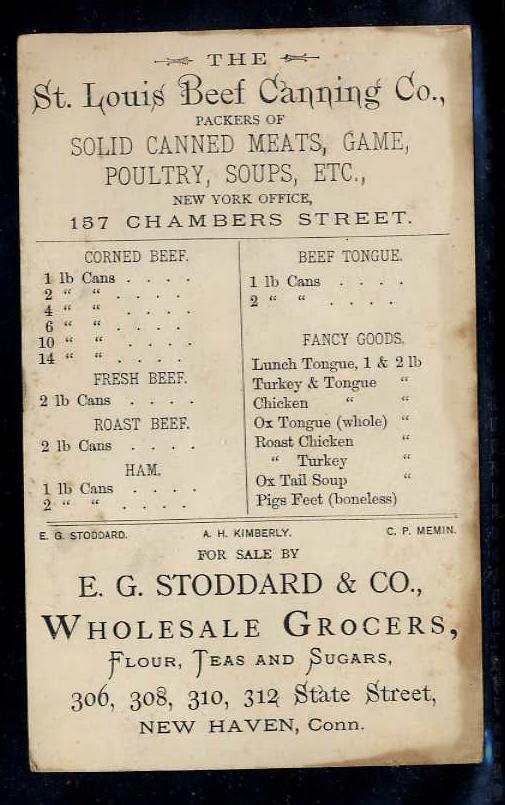 THE
St. Louis Beef Canning Co.,
PACKERS OF
SOLID CANNED MEATS, GAME,
POULTRY, SOUPS, ETC.,
NEW YORK OFFICE,
157 CHAMBERS STREET.
CORNED BEEF.
1 lb Cans . . . .
2 “ “ . . . .
4 “ “ . . . .
6 “ “ . . . .
10 “ “ . . . .
14 “ “ . . . .
FRESH BEEF.
2 lb Cans . . . .
ROAST BEEF.
2 lb Cans . . . .
HAM.
1 lb Cans . . . .
2 “ “ . . . .
BEEF TONGUE.
1 lb Cans . . . .
2 “ “ . . . .
FANCY GOODS.
Lunch Tongue, 1 & 2 lb
Turkey & Tongue “
Chicken “ “
Ox Tongue (whole) “
Roast Chicken “
“ Turkey “
Ox Tail Soup “
Pigs Feet (boneless)
E. G. STODDARD. A. H. KIMBERLY. C. P. MEMIN.
FOR SALE BY
E. G. STODDARD & CO.,
WHOLESALE GROCERS,
FLOUR, TEAS AND SUGARS,
306, 308, 310, 312 State Street,
NEW HAVEN, Conn.